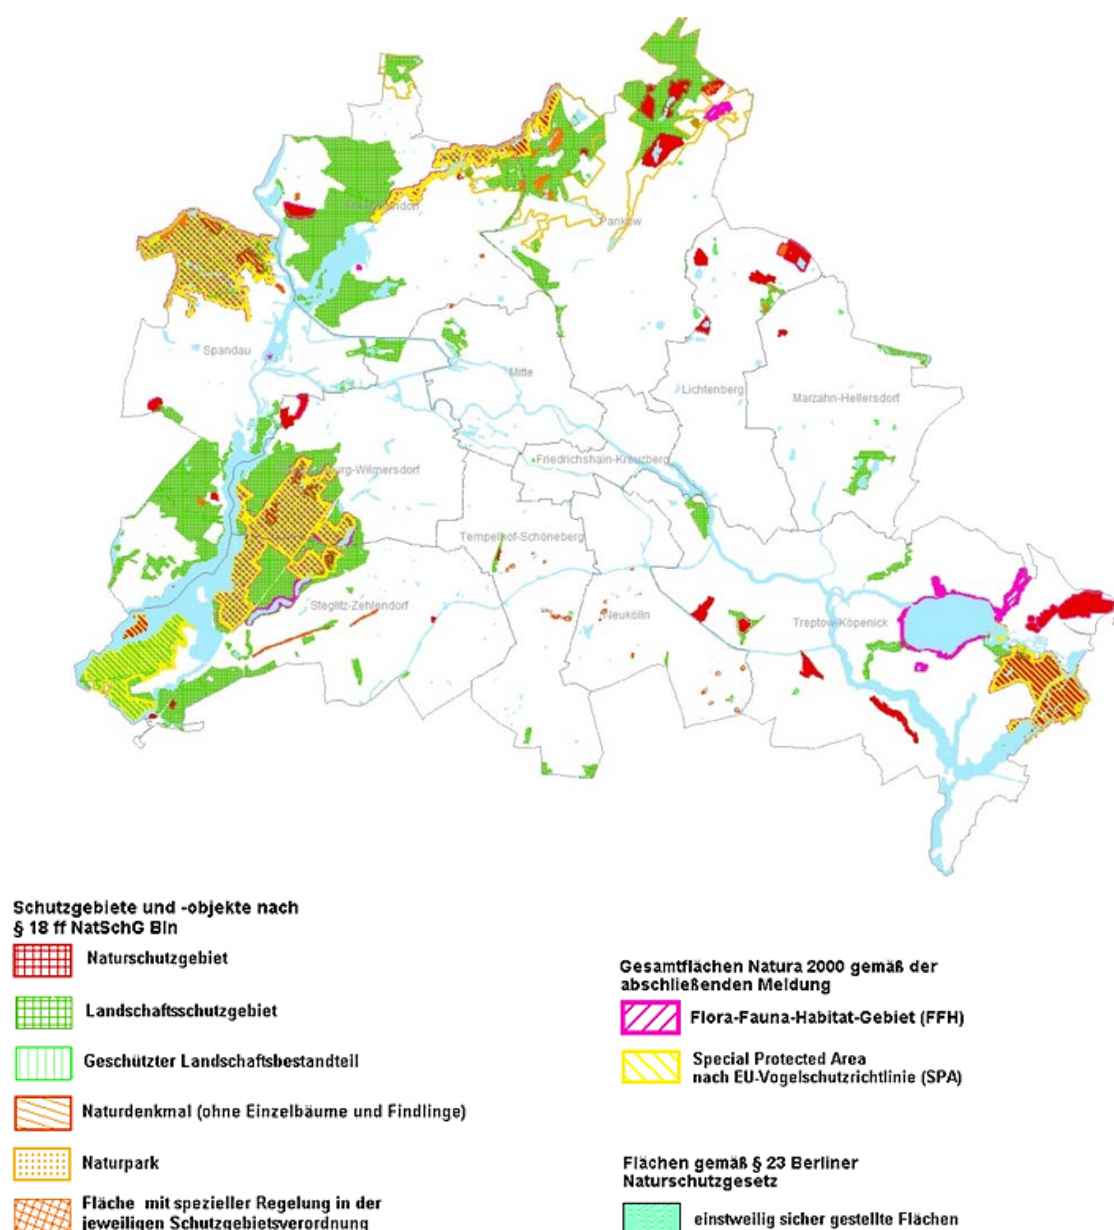 Pankow
Spandau
Mitte
Lichtenberg
Marzahn-Hellersdorf
Friedrichshain-Kreuzberg
Tempelhof-Schöneberg
Steglitz-Zehlendorf
Neukölln
Treptow-Köpenick
Schutzgebiete und -objekte nach
§ 18 ff NatSchG Bln
Naturschutzgebiet
Landschaftsschutzgebiet
Geschützter Landschaftsbestandteil
Naturdenkmal (ohne Einzelbäume und Findlinge)
Naturpark
Fläche mit spezieller Regelung in der
jeweiligen Schutzgebietsverordnung
Gesamtflächen Natura 2000 gemäß der
abschließenden Meldung
Flora-Fauna-Habitat-Gebiet (FFH)
Special Protected Area
nach EU-Vogelschutzrichtlinie (SPA)
Flächen gemäß § 23 Berliner
Naturschutzgesetz
einstweilig sicher gestellte Flächen